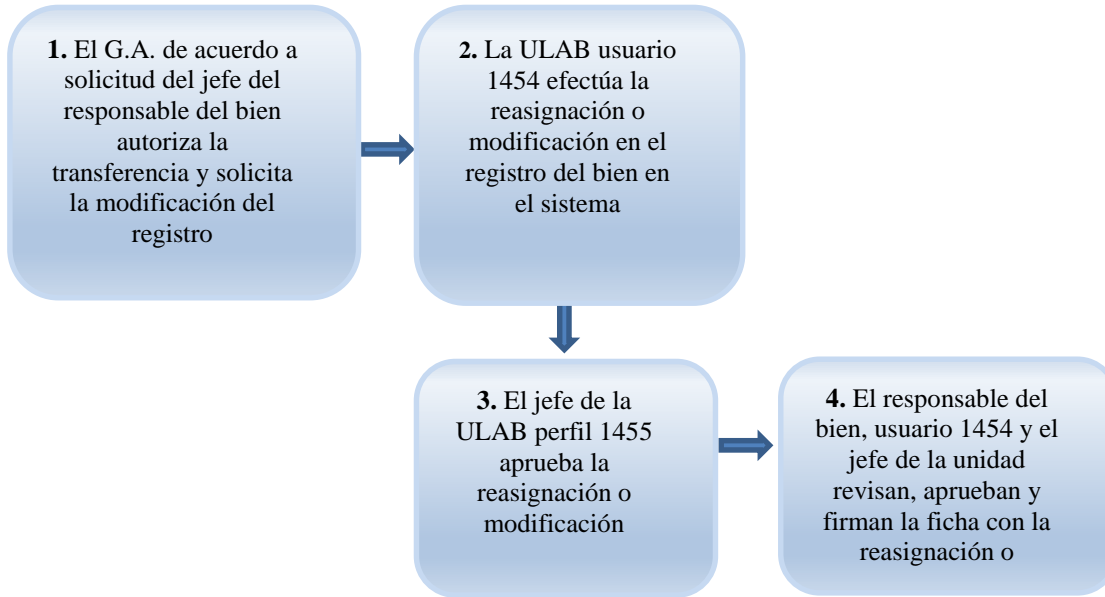 1. El G.A. de acuerdo a
solicitud del jefe del
responsable del bien
autoriza la
transferencia y solicita
la modificación del
registro
2. La ULAB usuario
1454 efectúa la
reasignación o
modificación en el
registro del bien en
el sistema
3. El jefe de la
ULAB perfil 1455
aprueba la
reasignación o
modificación
4. El responsable del
bien, usuario 1454 y el
jefe de la unidad
revisan, aprueban y
firman la ficha con la
reasignación o